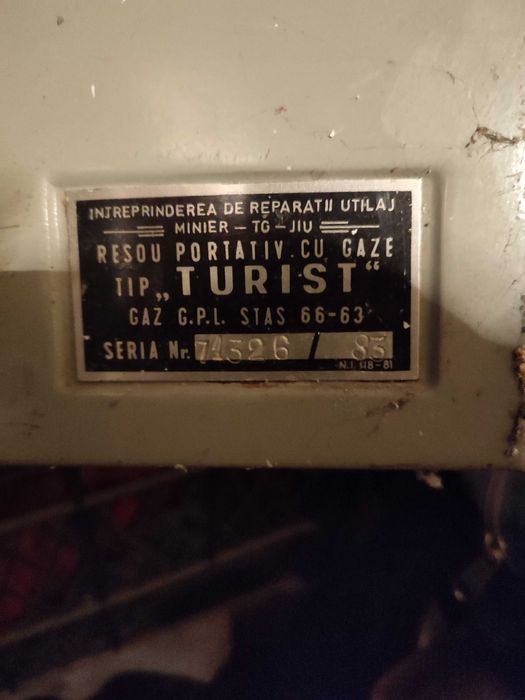 INTREPRINDEREA DE REPARATII UTILAJ
MINIER - TG - JIU
RESOU PORTATIV CU GAZE
TIP „TURIST“
GAZ G.P.L. STAS 66-63
SERIA Nr. 71326 / 83
N.I. 118-81